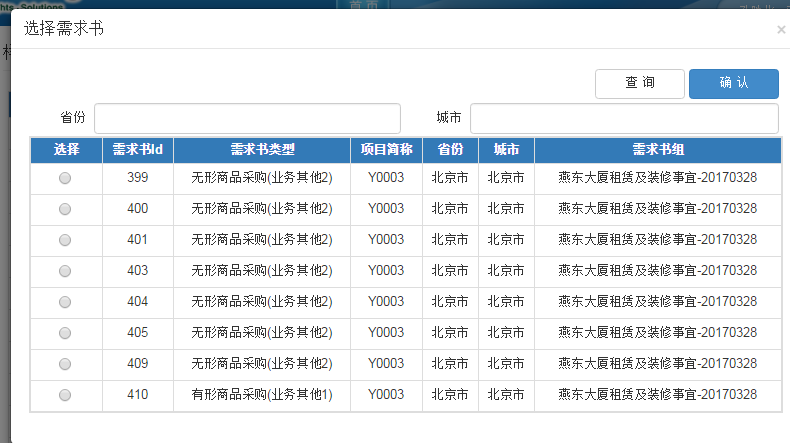 hts Solutions
首 页
选择需求书
×
查 询 确 认
省份 城市
选择 需求书Id 需求书类型 项目简称 省份 城市 需求书组
399 无形商品采购(业务其他2) Y0003 北京市 北京市 燕东大厦租赁及装修事宜-20170328
400 无形商品采购(业务其他2) Y0003 北京市 北京市 燕东大厦租赁及装修事宜-20170328
401 无形商品采购(业务其他2) Y0003 北京市 北京市 燕东大厦租赁及装修事宜-20170328
403 无形商品采购(业务其他2) Y0003 北京市 北京市 燕东大厦租赁及装修事宜-20170328
404 无形商品采购(业务其他2) Y0003 北京市 北京市 燕东大厦租赁及装修事宜-20170328
405 无形商品采购(业务其他2) Y0003 北京市 北京市 燕东大厦租赁及装修事宜-20170328
409 无形商品采购(业务其他2) Y0003 北京市 北京市 燕东大厦租赁及装修事宜-20170328
410 有形商品采购(业务其他1) Y0003 北京市 北京市 燕东大厦租赁及装修事宜-20170328